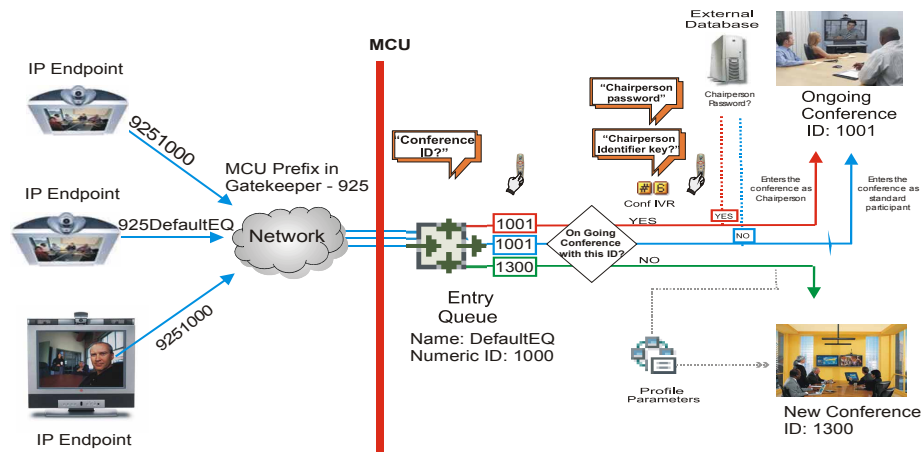 IP Endpoint
9251000
IP Endpoint
925DefaultEQ
9251000
IP Endpoint
MCU Prefix in
Gatekeeper - 925
Network
MCU
“Conference
ID?”
Entry
Queue
Name: DefaultEQ
Numeric ID: 1000
1001
1001
1300
“Chairperson
password”
“Chairperson
Identifier key?”
# 6
Conf IVR
On Going
Conference
with this ID?
YES
NO
External
Database
Chairperson
Password?
YES
NO
Ongoing
Conference
ID: 1001
Enters the
conference as
Chairperson
Enters the
conference as
standard
participant
Profile
Parameters
New Conference
ID: 1300